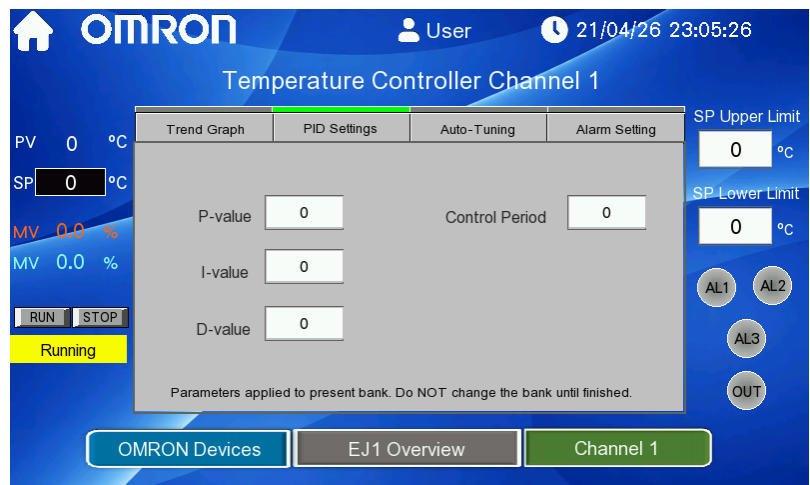 OMRON
User
21/04/26 23:05:26
Temperature Controller Channel 1
Trend Graph
PID Settings
Auto-Tuning
Alarm Setting
PV 0 °C
SP 0 °C
MV 0.0 %
MV 0.0 %
RUN STOP
Running
P-value 0
I-value 0
D-value 0
Control Period 0
Parameters applied to present bank. Do NOT change the bank until finished.
SP Upper Limit
0 °C
SP Lower Limit
0 °C
AL1 AL2
AL3
OUT
OMRON Devices
EJ1 Overview
Channel 1